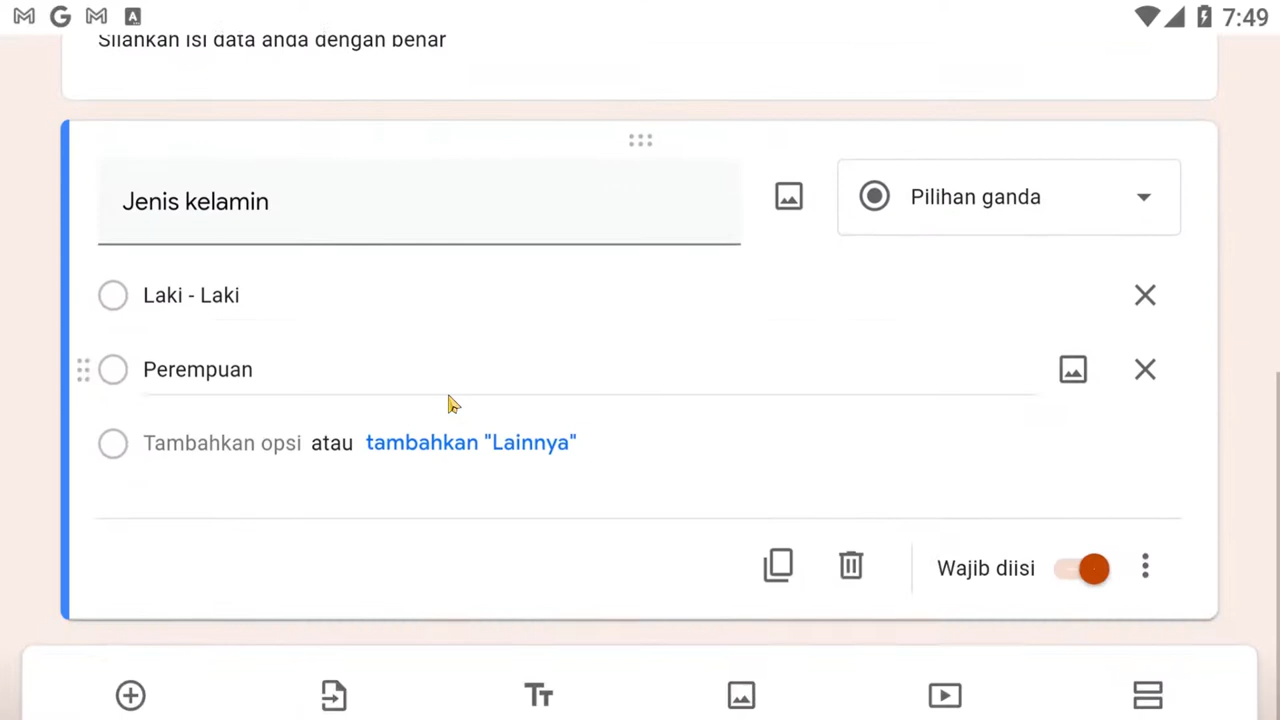 7:49
Silahkan isi data anda dengan benar
Jenis kelamin
Pilihan ganda
Laki - Laki
Perempuan
Tambahkan opsi atau tambahkan "Lainnya"
Wajib diisi